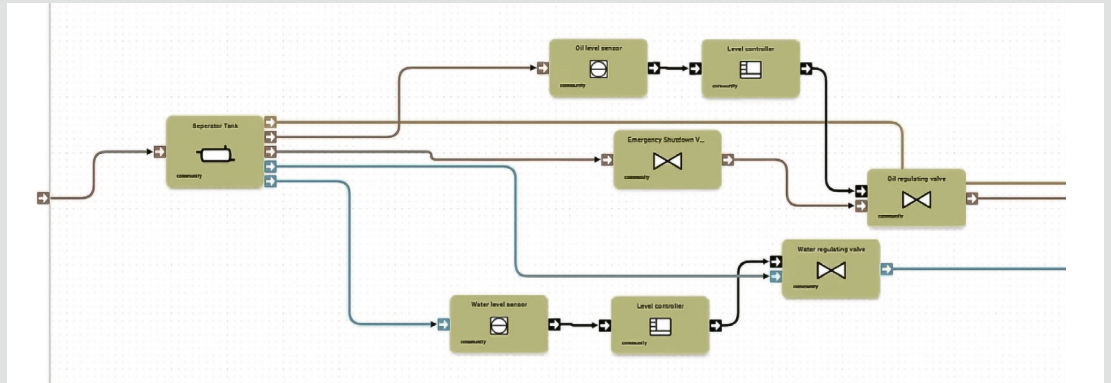 Oil level sensor
community
Level controller
community
Seperator Tank
community
Emergency Shutdown V...
community
Oil regulating valve
community
Water regulating valve
community
Water level sensor
community
Level controller
community